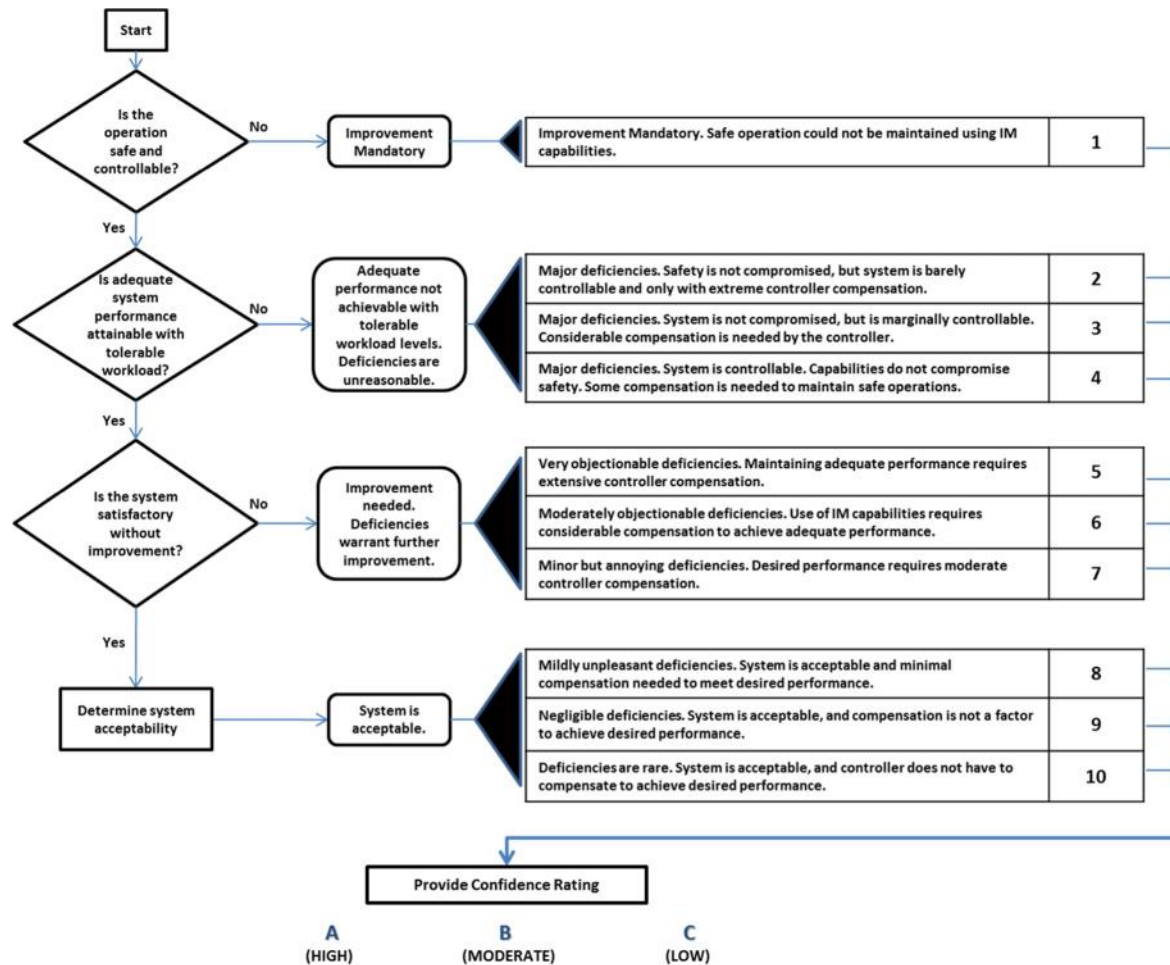 Start
Is the
operation
safe and
controllable?
No
Improvement
Mandatory
Improvement Mandatory. Safe operation could not be maintained using IM
capabilities.
1
Yes
Is adequate
system
performance
attainable with
tolerable
workload?
No
Adequate
performance not
achievable with
tolerable
workload levels.
Deficiencies are
unreasonable.
Major deficiencies. Safety is not compromised, but system is barely
controllable and only with extreme controller compensation.
2
Major deficiencies. System is not compromised, but is marginally controllable.
Considerable compensation is needed by the controller.
3
Major deficiencies. System is controllable. Capabilities do not compromise
safety. Some compensation is needed to maintain safe operations.
4
Yes
Is the system
satisfactory
without
improvement?
No
Improvement
needed.
Deficiencies
warrant further
improvement.
Very objectionable deficiencies. Maintaining adequate performance requires
extensive controller compensation.
5
Moderately objectionable deficiencies. Use of IM capabilities requires
considerable compensation to achieve adequate performance.
6
Minor but annoying deficiencies. Desired performance requires moderate
controller compensation.
7
Yes
Determine system
acceptability
System is
acceptable.
Mildly unpleasant deficiencies. System is acceptable and minimal
compensation needed to meet desired performance.
8
Negligible deficiencies. System is acceptable, and compensation is not a factor
to achieve desired performance.
9
Deficiencies are rare. System is acceptable, and controller does not have to
compensate to achieve desired performance.
10
Provide Confidence Rating
A
(HIGH)
B
(MODERATE)
C
(LOW)